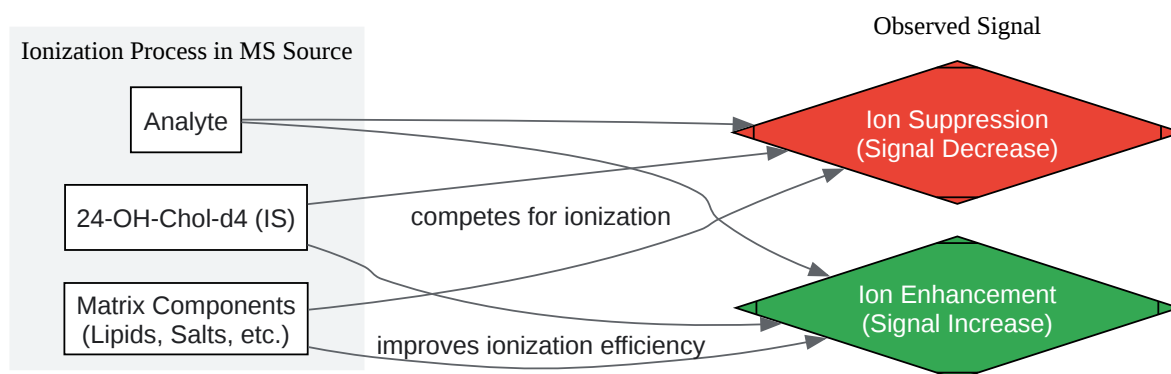 Ionization Process in MS Source
Analyte
24-OH-Chol-d4 (IS)
Matrix Components
(Lipids, Salts, etc.)
competes for ionization
improves ionization efficiency
Observed Signal
Ion Suppression
(Signal Decrease)
Ion Enhancement
(Signal Increase)